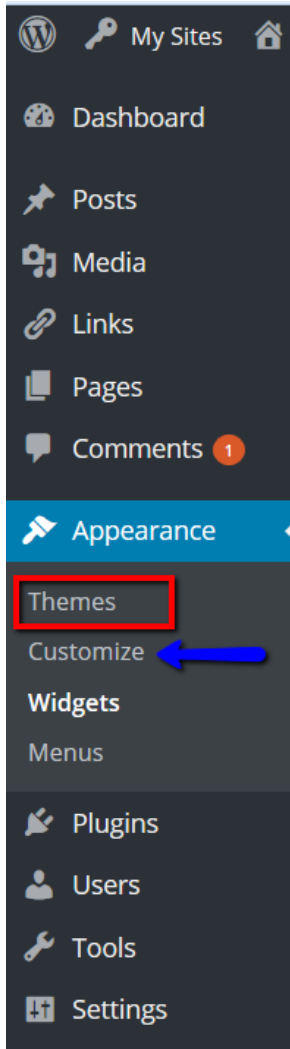 My Sites
Dashboard
Posts
Media
Links
Pages
Comments 1
Appearance
Themes
Customize
Widgets
Menus
Plugins
Users
Tools
Settings